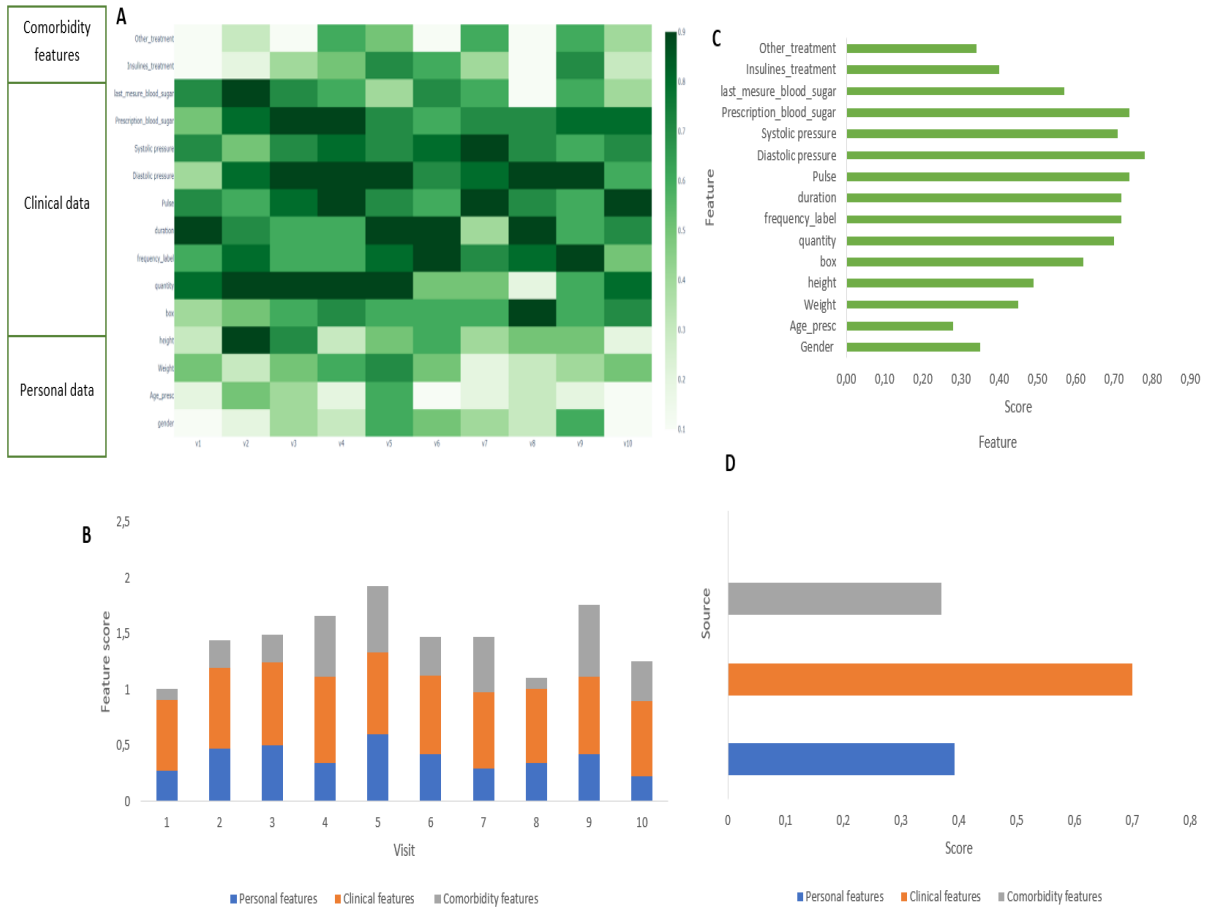 Comorbidity
features
Clinical data
Personal data
A
Other_treatment
Insulines_treatment
last_mesure_blood_sugar
Prescrption_blood_sugar
Systolic pressure
Diastolic pressure
Pulse
duration
frequency_label
quantity
box
height
Weight
Age_presc
gender
v1 v2 v3 v4 v5 v6 v7 v8 v9 v10
0.9
0.8
0.7
0.6
0.5
0.4
0.3
0.2
0.1
C
Feature
Other_treatment
Insulines_treatment
last_mesure_blood_sugar
Prescription_blood_sugar
Systolic pressure
Diastolic pressure
Pulse
duration
frequency_label
quantity
box
height
Weight
Age_presc
Gender
0,00 0,10 0,20 0,30 0,40 0,50 0,60 0,70 0,80 0,90
Score
Feature
B
Feature score
2,5
2
1,5
1
0,5
0
1 2 3 4 5 6 7 8 9 10
Visit
Personal features Clinical features Comorbidity features
D
Source
0 0,1 0,2 0,3 0,4 0,5 0,6 0,7 0,8
Score
Personal features Clinical features Comorbidity features